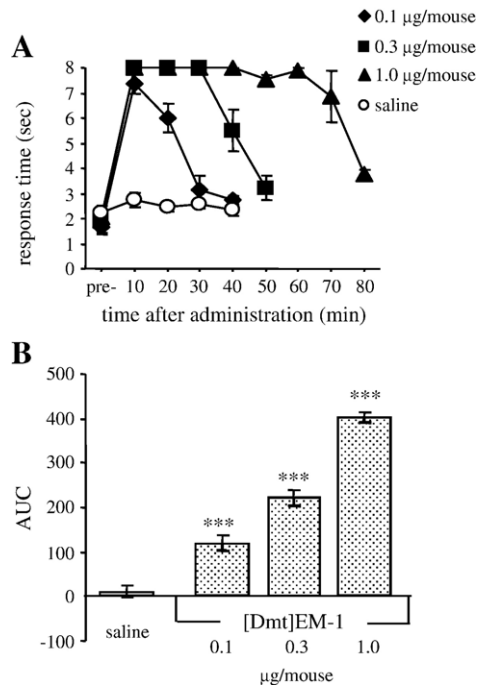 A
0.1 µg/mouse
0.3 µg/mouse
1.0 µg/mouse
saline
response time (sec)
8
7
6
5
4
3
2
1
0
pre- 10 20 30 40 50 60 70 80
time after administration (min)
B
AUC
500
400
300
200
100
0
-100
***
***
***
saline
[Dmt]EM-1
0.1 0.3 1.0
µg/mouse